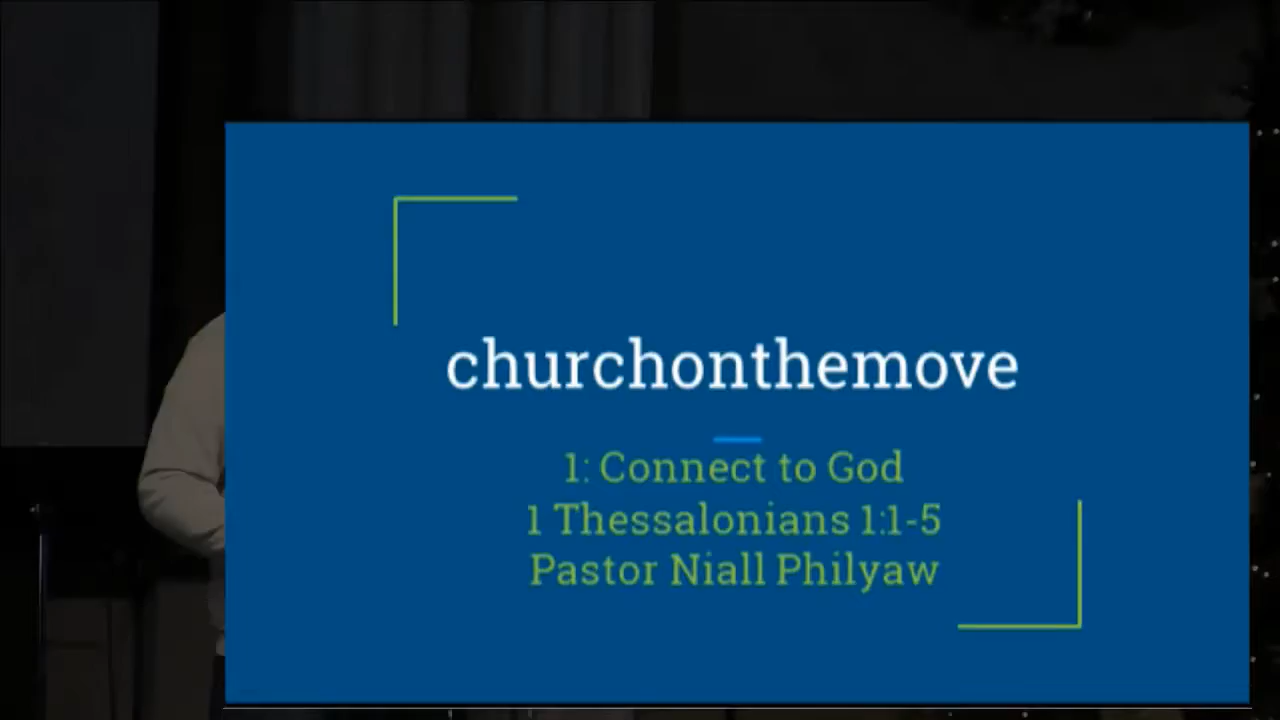 churchonthemove
1: Connect to God
1 Thessalonians 1:1-5
Pastor Niall Philyaw